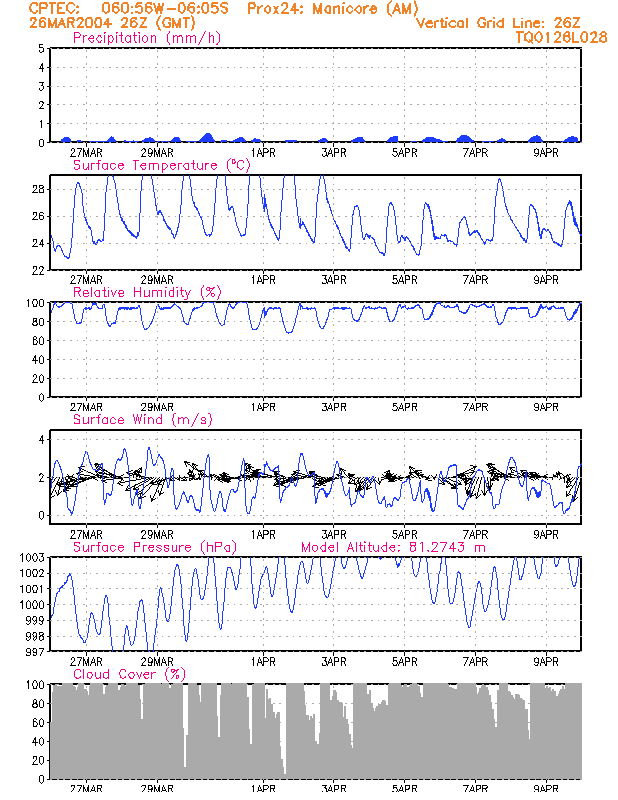 CPTEC: 060:56W-06:05S Prox24: Manicore (AM)
26MAR2004 26Z (GMT) Vertical Grid Line: 26Z
Precipitation (mm/h) TQ0126L028
5
4
3
2
1
0
27MAR 29MAR 1APR 3APR 5APR 7APR 9APR
Surface Temperature (°C)
28
26
24
22
27MAR 29MAR 1APR 3APR 5APR 7APR 9APR
Relative Humidity (%)
100
80
60
40
20
0
27MAR 29MAR 1APR 3APR 5APR 7APR 9APR
Surface Wind (m/s)
4
2
0
27MAR 29MAR 1APR 3APR 5APR 7APR 9APR
Surface Pressure (hPa) Model Altitude: 81.2743 m
1003
1002
1001
1000
999
998
997
27MAR 29MAR 1APR 3APR 5APR 7APR 9APR
Cloud Cover (%)
100
80
60
40
20
0
27MAR 29MAR 1APR 3APR 5APR 7APR 9APR